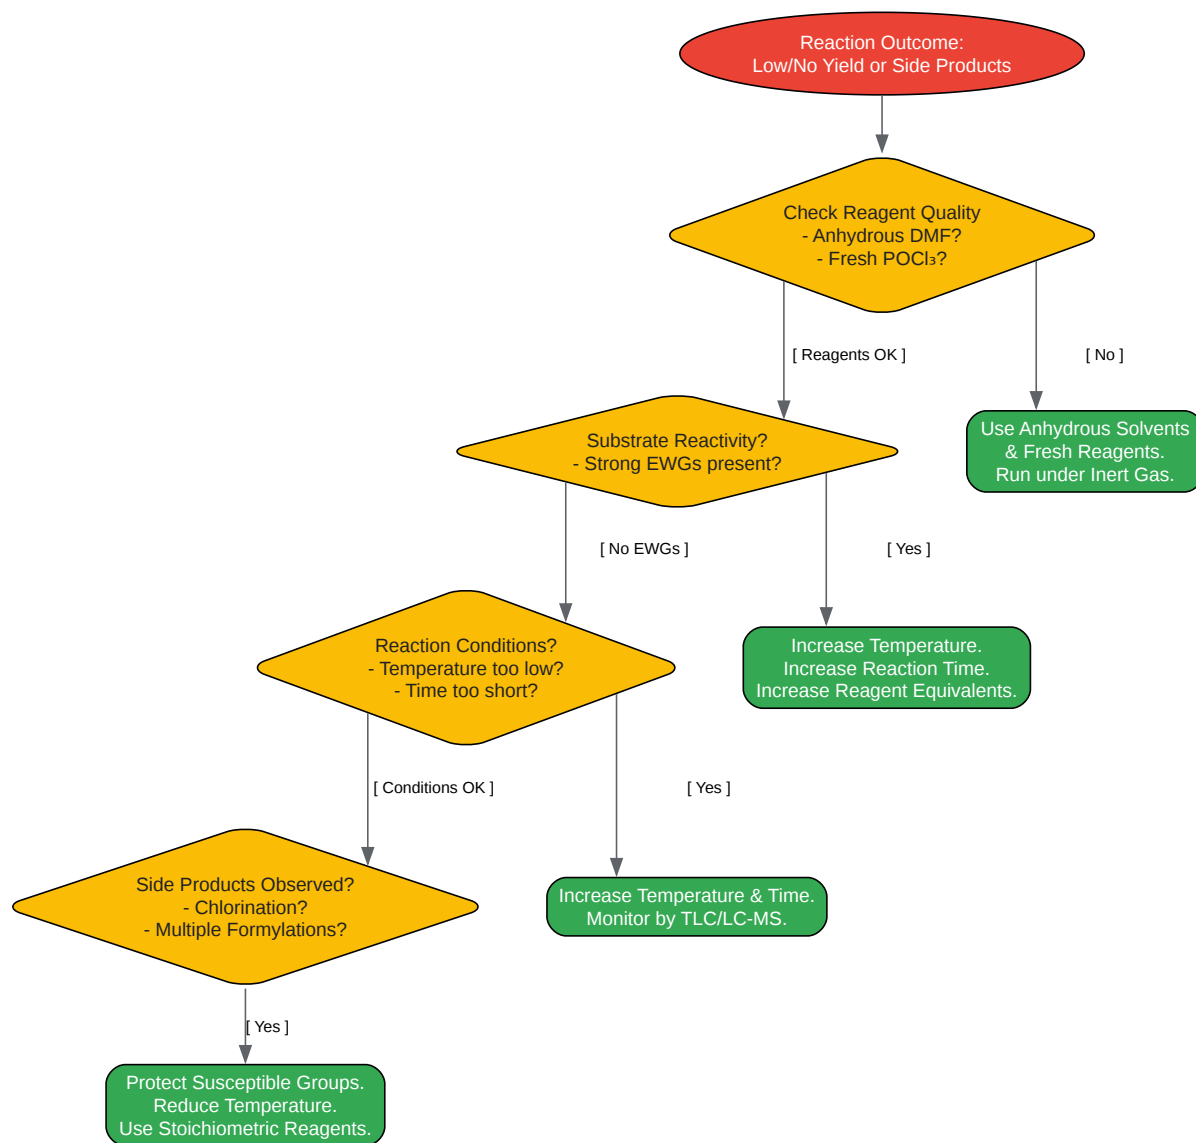 Reaction Outcome:
Low/No Yield or Side Products
Check Reagent Quality
- Anhydrous DMF?
- Fresh POCl₃?
[ Reagents OK ]
[ No ]
Substrate Reactivity?
- Strong EWGs present?
Use Anhydrous Solvents
& Fresh Reagents.
Run under Inert Gas.
[ No EWGs ]
[ Yes ]
Reaction Conditions?
- Temperature too low?
- Time too short?
Increase Temperature.
Increase Reaction Time.
Increase Reagent Equivalents.
[ Conditions OK ]
[ Yes ]
Side Products Observed?
- Chlorination?
- Multiple Formylations?
Increase Temperature & Time.
Monitor by TLC/LC-MS.
[ Yes ]
Protect Susceptible Groups.
Reduce Temperature.
Use Stoichiometric Reagents.